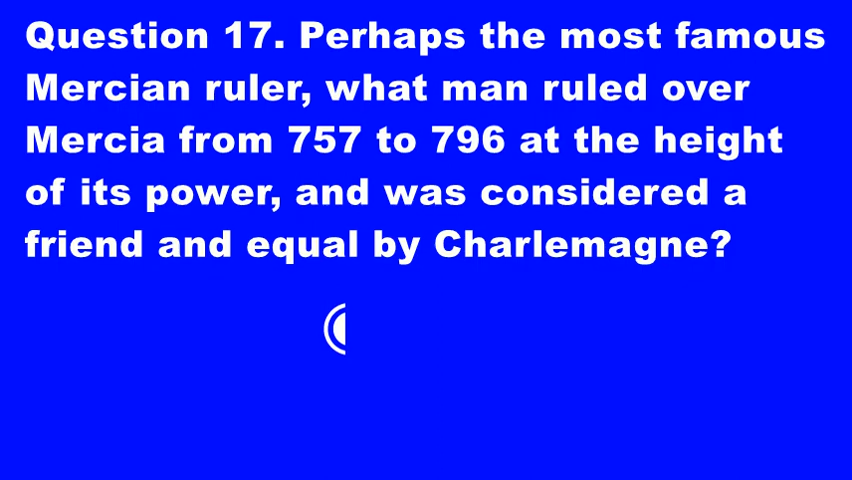 Question 17. Perhaps the most famous
Mercian ruler, what man ruled over
Mercia from 757 to 796 at the height
of its power, and was considered a
friend and equal by Charlemagne?